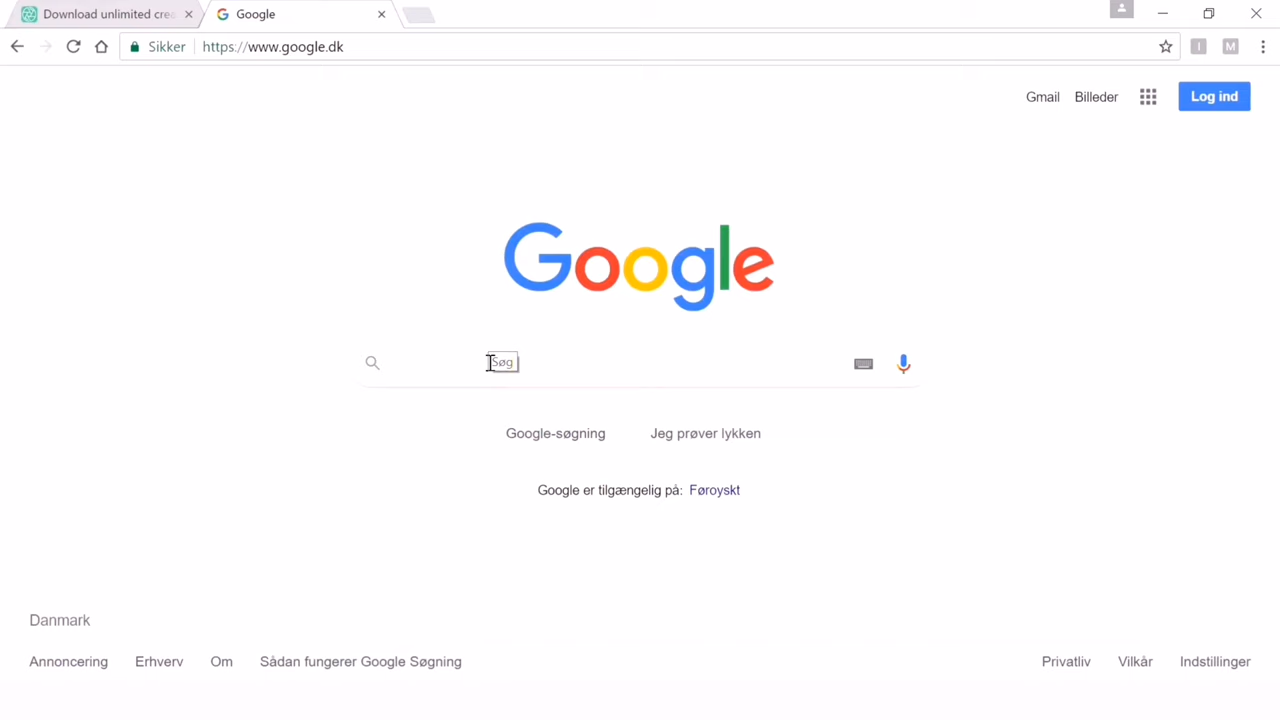 Download unlimited crea
Google
Sikker
https://www.google.dk
I
M
Gmail
Billeder
Log ind
Google
Søg
Google-søgning
Jeg prøver lykken
Google er tilgængelig på: Føroyskt
Danmark
Annoncering
Erhverv
Om
Sådan fungerer Google Søgning
Privatliv
Vilkår
Indstillinger